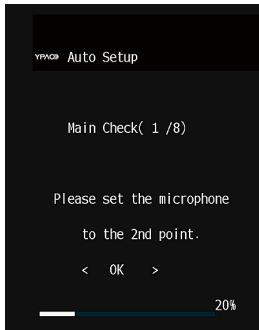 YPAO Auto Setup
Main Check( 1 /8)
Please set the microphone
to the 2nd point.
< OK >
20%